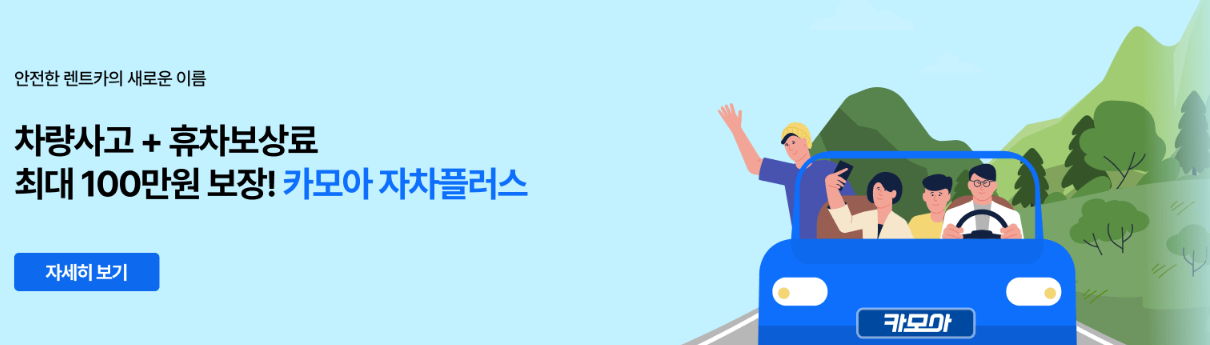 안전한 렌트카의 새로운 이름
차량사고 + 휴차보상료
최대 100만원 보장! 카모아 자차플러스
자세히 보기
카모아